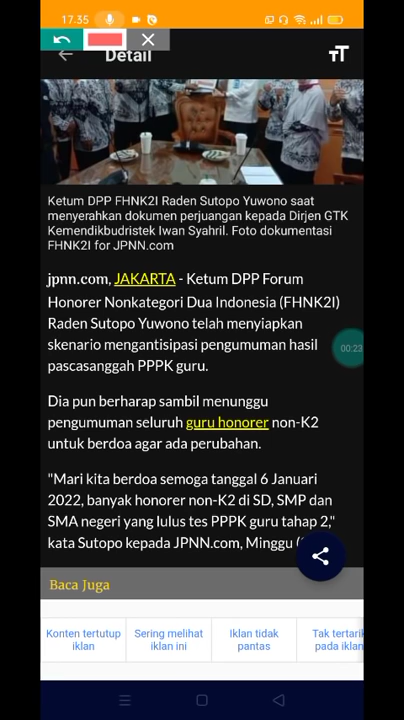 17.35
Detail
Ketum DPP FHNK2I Raden Sutopo Yuwono saat
menyerahkan dokumen perjuangan kepada Dirjen GTK
Kemendikbudristek Iwan Syahril. Foto dokumentasi
FHNK2I for JPNN.com
jpnn.com, JAKARTA - Ketum DPP Forum
Honorer Nonkategori Dua Indonesia (FHNK2I)
Raden Sutopo Yuwono telah menyiapkan
skenario mengantisipasi pengumuman hasil
pascasanggah PPPK guru.
00:23
Dia pun berharap sambil menunggu
pengumuman seluruh guru honorer non-K2
untuk berdoa agar ada perubahan.
"Mari kita berdoa semoga tanggal 6 Januari
2022, banyak honorer non-K2 di SD, SMP dan
SMA negeri yang lulus tes PPPK guru tahap 2,"
kata Sutopo kepada JPNN.com, Minggu (
Baca Juga
Konten tertutup iklan
Sering melihat iklan ini
Iklan tidak pantas
Tak tertarik pada iklan